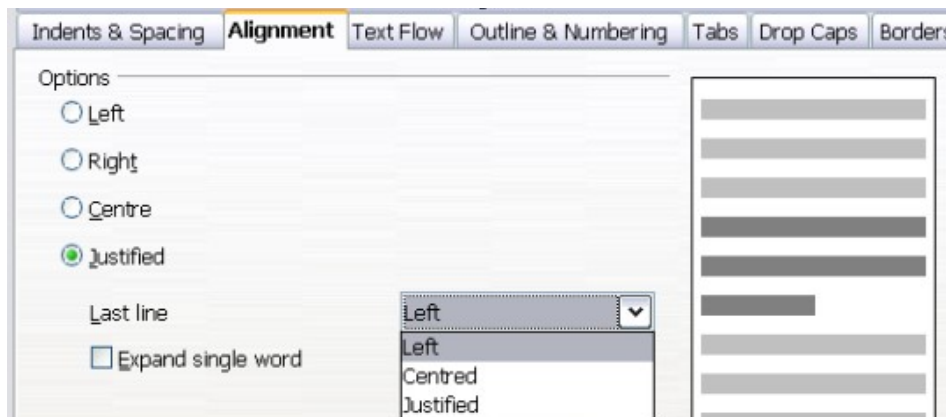 Indents & Spacing Alignment Text Flow Outline & Numbering Tabs Drop Caps Borders
Options
Left
Right
Centre
Justified
Last line Left
Left
Expand single word
Centred
Justified